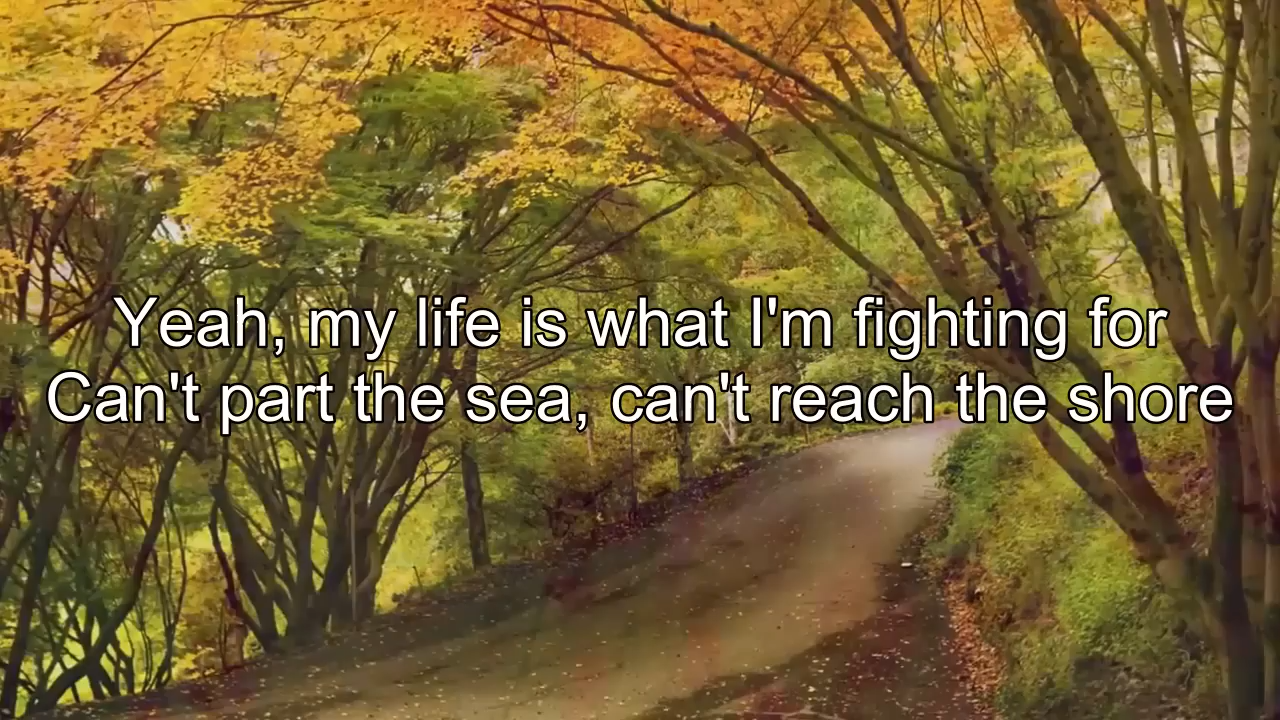 Yeah, my life is what I'm fighting for
Can't part the sea, can't reach the shore